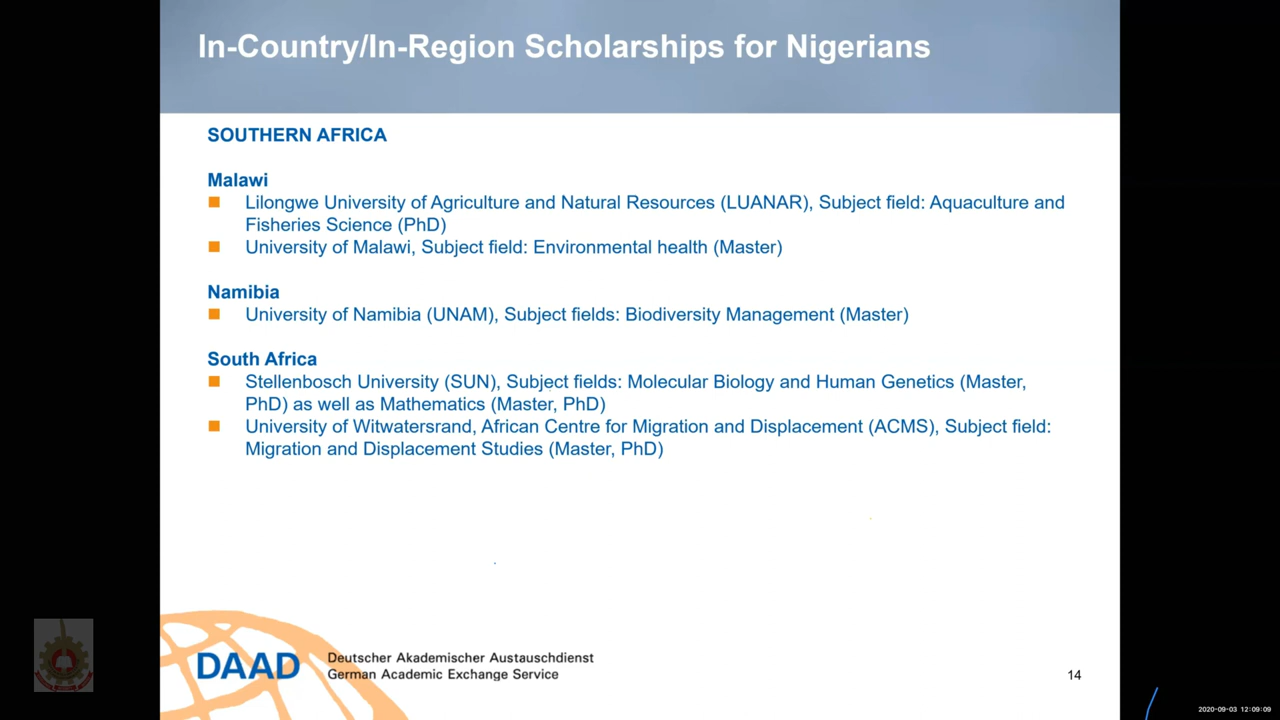 In-Country/In-Region Scholarships for Nigerians
SOUTHERN AFRICA
Malawi
Lilongwe University of Agriculture and Natural Resources (LUANAR), Subject field: Aquaculture and
Fisheries Science (PhD)
University of Malawi, Subject field: Environmental health (Master)
Namibia
University of Namibia (UNAM), Subject fields: Biodiversity Management (Master)
South Africa
Stellenbosch University (SUN), Subject fields: Molecular Biology and Human Genetics (Master,
PhD) as well as Mathematics (Master, PhD)
University of Witwatersrand, African Centre for Migration and Displacement (ACMS), Subject field:
Migration and Displacement Studies (Master, PhD)
DAAD
Deutscher Akademischer Austauschdienst
German Academic Exchange Service
14
2020-09-03 12:09:09